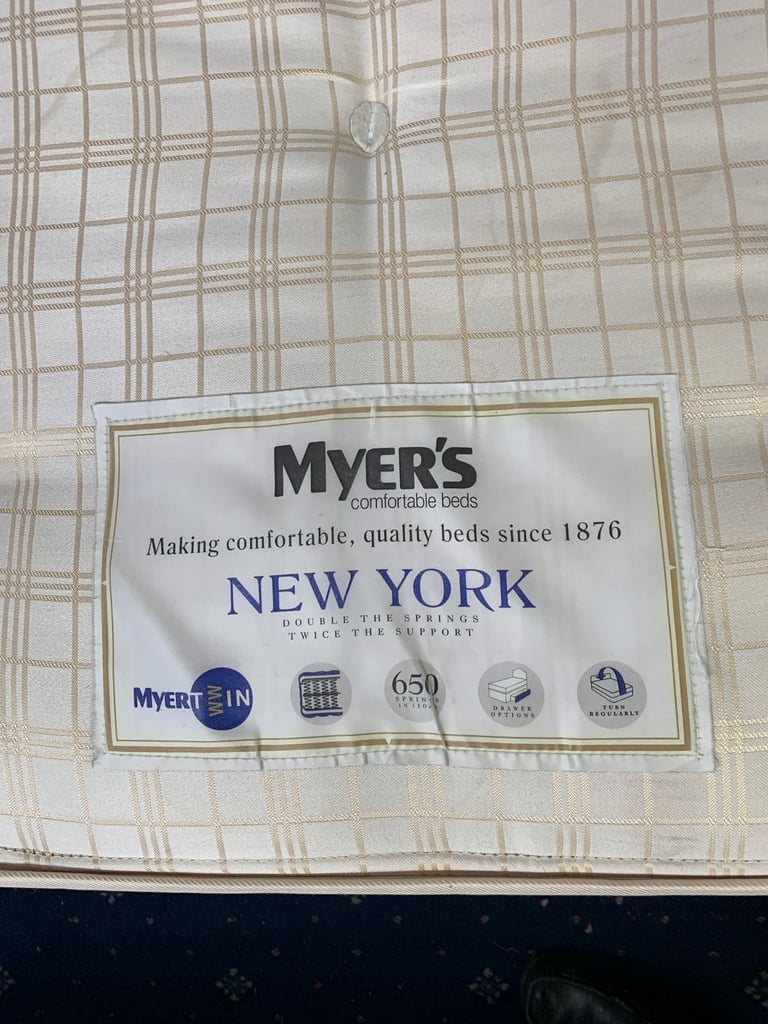 MYER'S
comfortable beds
Making comfortable, quality beds since 1876
NEW YORK
DOUBLE THE SPRINGS
TWICE THE SUPPORT
MYERTWIN
650
SPRINGS
DRAWER
OPTIONS
TURN
REGULARLY